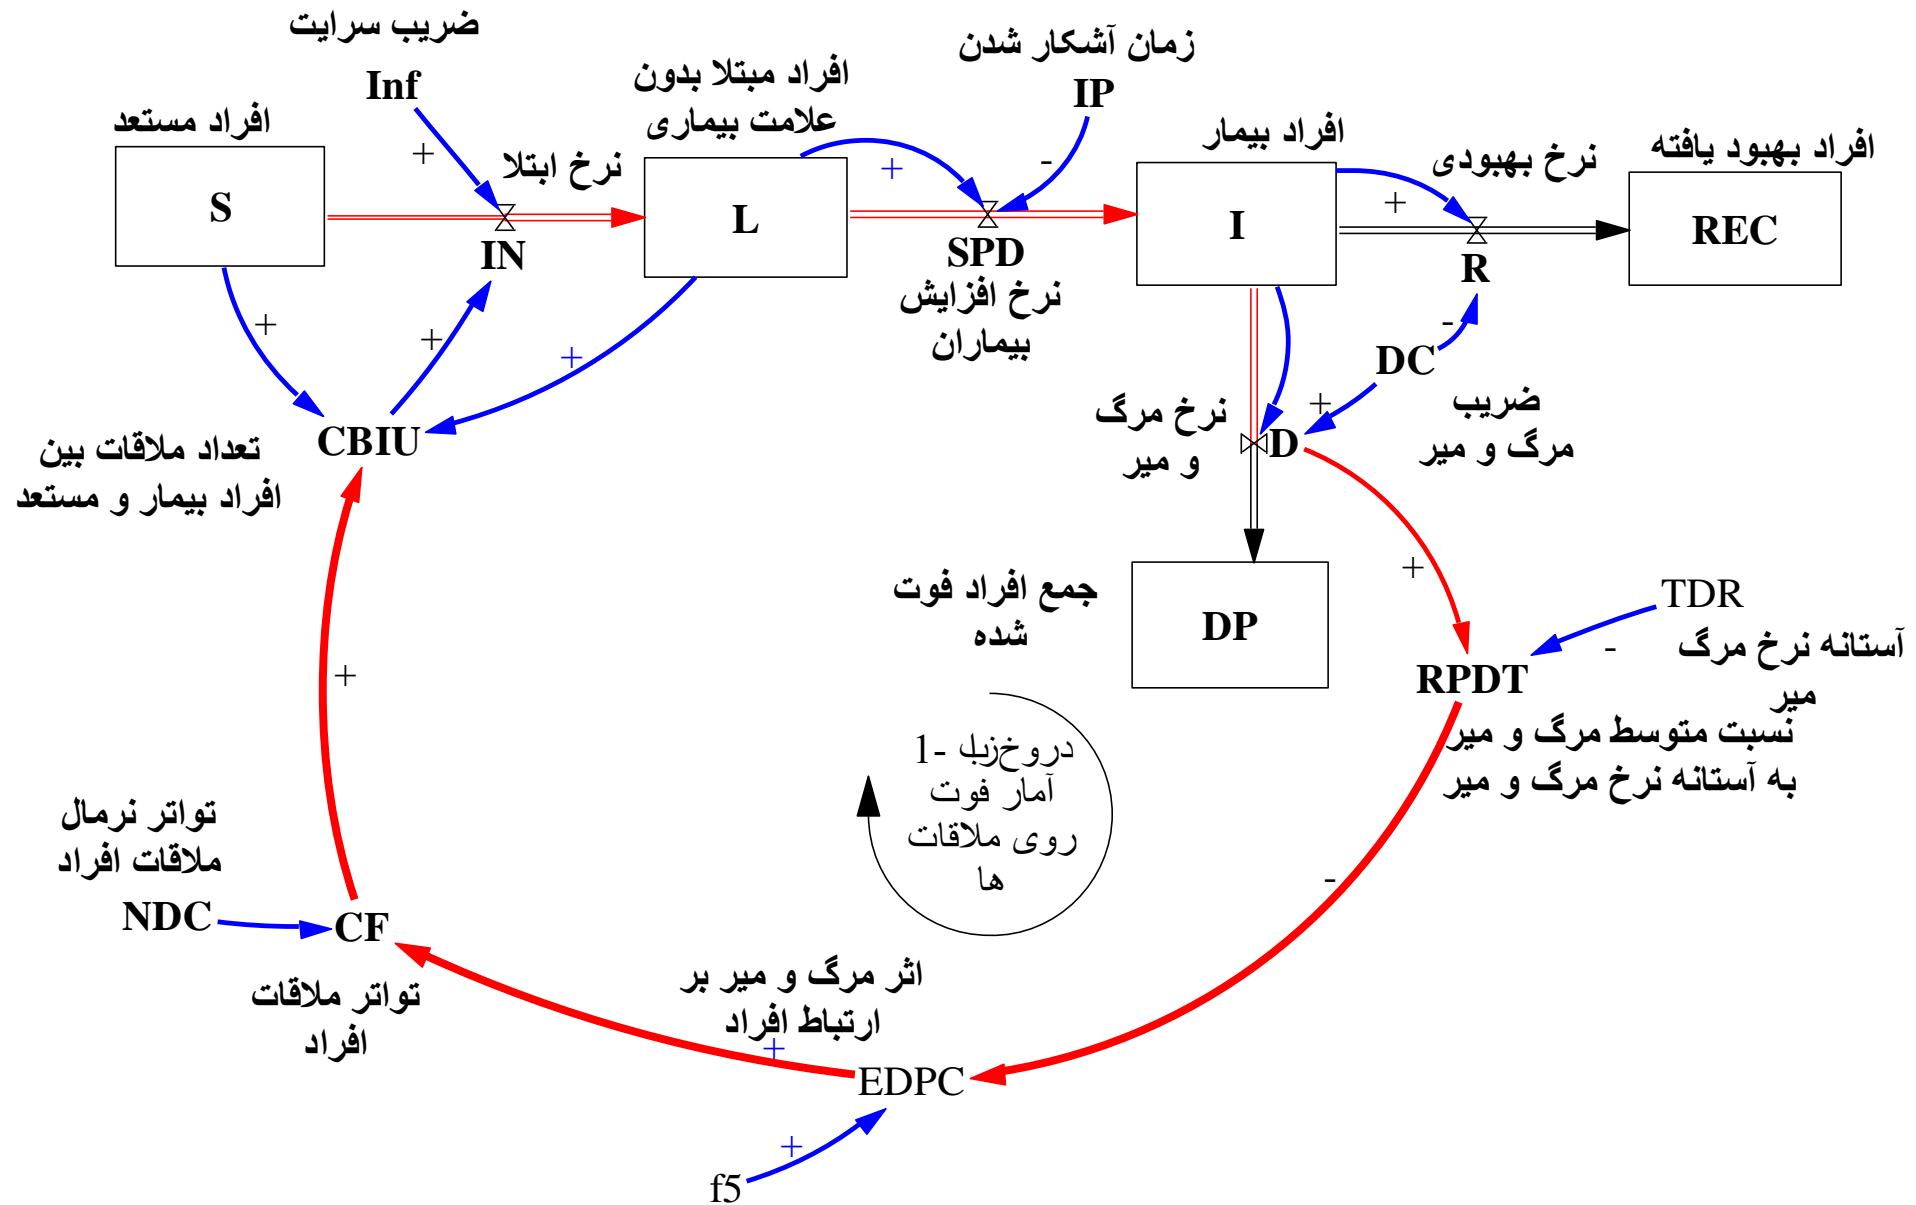 ضریب سرایت
Inf
افراد مستعد
S
+
نرخ ابتلا
IN
افراد مبتلا بدون
علامت بیماری
L
+
زمان آشکار شدن
IP
-
SPD
نرخ افزایش
بیماران
افراد بیمار
I
+
نرخ بهبودی
R
افراد بهبود یافته
REC
+
+
+
CBIU
تعداد ملاقات بین
افراد بیمار و مستعد
-
DC
ضریب
مرگ و میر
+
نرخ مرگ
و میر
D
جمع افراد فوت
شده
DP
+
TDR
-
آستانه نرخ مرگ
میر
RPDT
نسبت متوسط مرگ و میر
به آستانه نرخ مرگ و میر
+
1-
آمار فوت
روی ملاقات
ها
-
تواتر نرمال
ملاقات افراد
NDC
CF
تواتر ملاقات
افراد
اثر مرگ و میر بر
ارتباط افراد
+
EDPC
+
f5